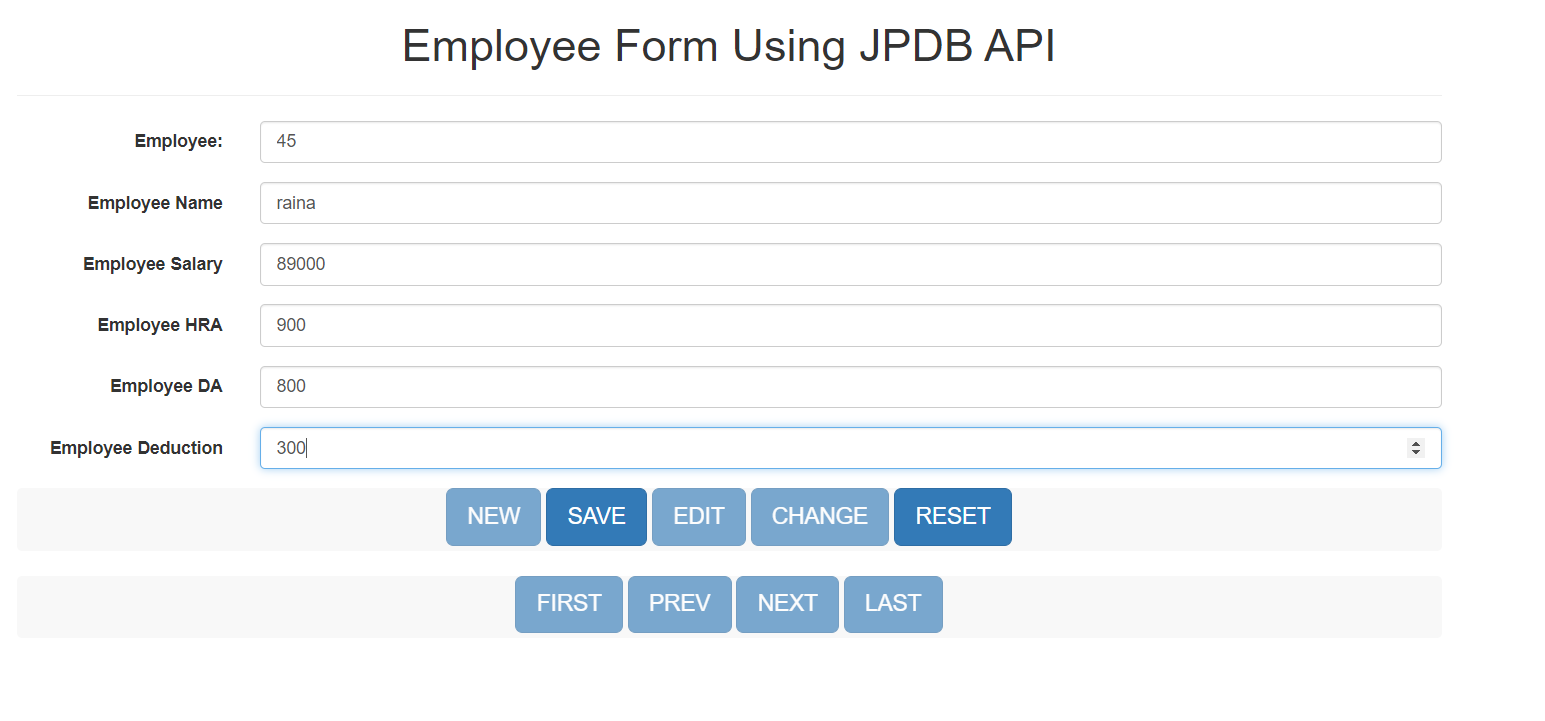 Employee Form Using JPDB API
Employee: 45
Employee Name raina
Employee Salary 89000
Employee HRA 900
Employee DA 800
Employee Deduction 300
NEW SAVE EDIT CHANGE RESET
FIRST PREV NEXT LAST